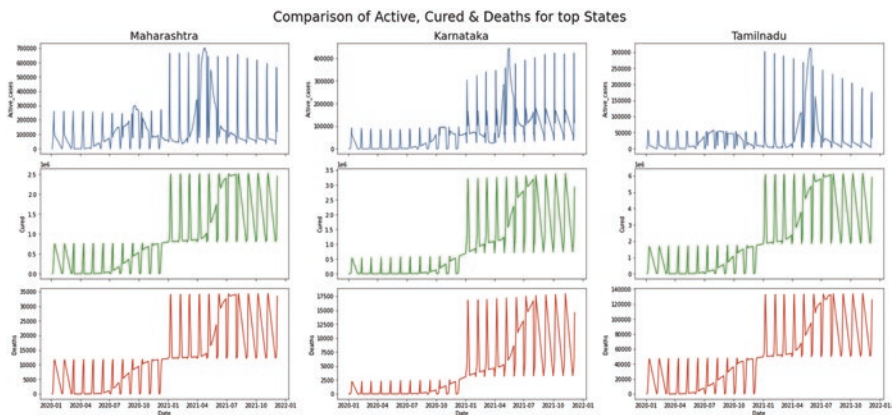 Comparison of Active, Cured & Deaths for top States
Maharashtra
Karnataka
Tamilnadu
700000
600000
500000
400000
300000
200000
100000
0
Active_cases
400000
300000
200000
100000
0
Active_cases
300000
250000
200000
150000
100000
50000
0
Active_cases
1e6
2.5
2.0
1.5
1.0
0.5
0.0
Cured
1e6
3.5
3.0
2.5
2.0
1.5
1.0
0.5
0.0
Cured
1e6
6
5
4
3
2
1
0
Cured
35000
30000
25000
20000
15000
10000
5000
0
Deaths
17500
15000
12500
10000
7500
5000
2500
0
Deaths
140000
120000
100000
80000
60000
40000
20000
0
Deaths
2020-01 2020-04 2020-07 2020-10 2021-01 2021-04 2021-07 2021-10 2022-01
Date
2020-01 2020-04 2020-07 2020-10 2021-01 2021-04 2021-07 2021-10 2022-01
Date
2020-01 2020-04 2020-07 2020-10 2021-01 2021-04 2021-07 2021-10 2022-01
Date